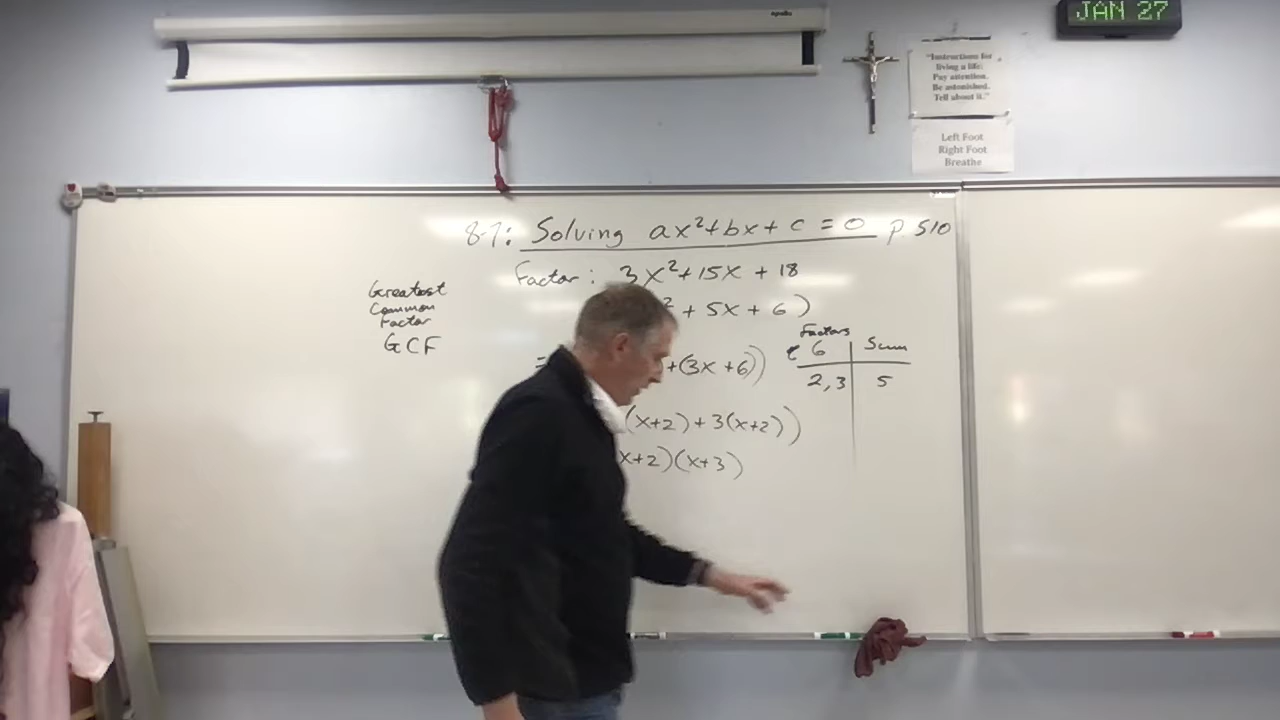 apollo
JAN 27
"Instructions for
living a life:
Pay attention.
Be astonished.
Tell about it."
Left Foot
Right Foot
Breathe
8-7: Solving ax²+bx+c=0 p. 510
Factor: 3x²+15x+18
² + 5x + 6)
Greatest
Common
Factor
GCF
=
+(3x+6))
(x+2)+3(x+2))
x+2)(x+3)
Factors
6 Sum
2,3 5